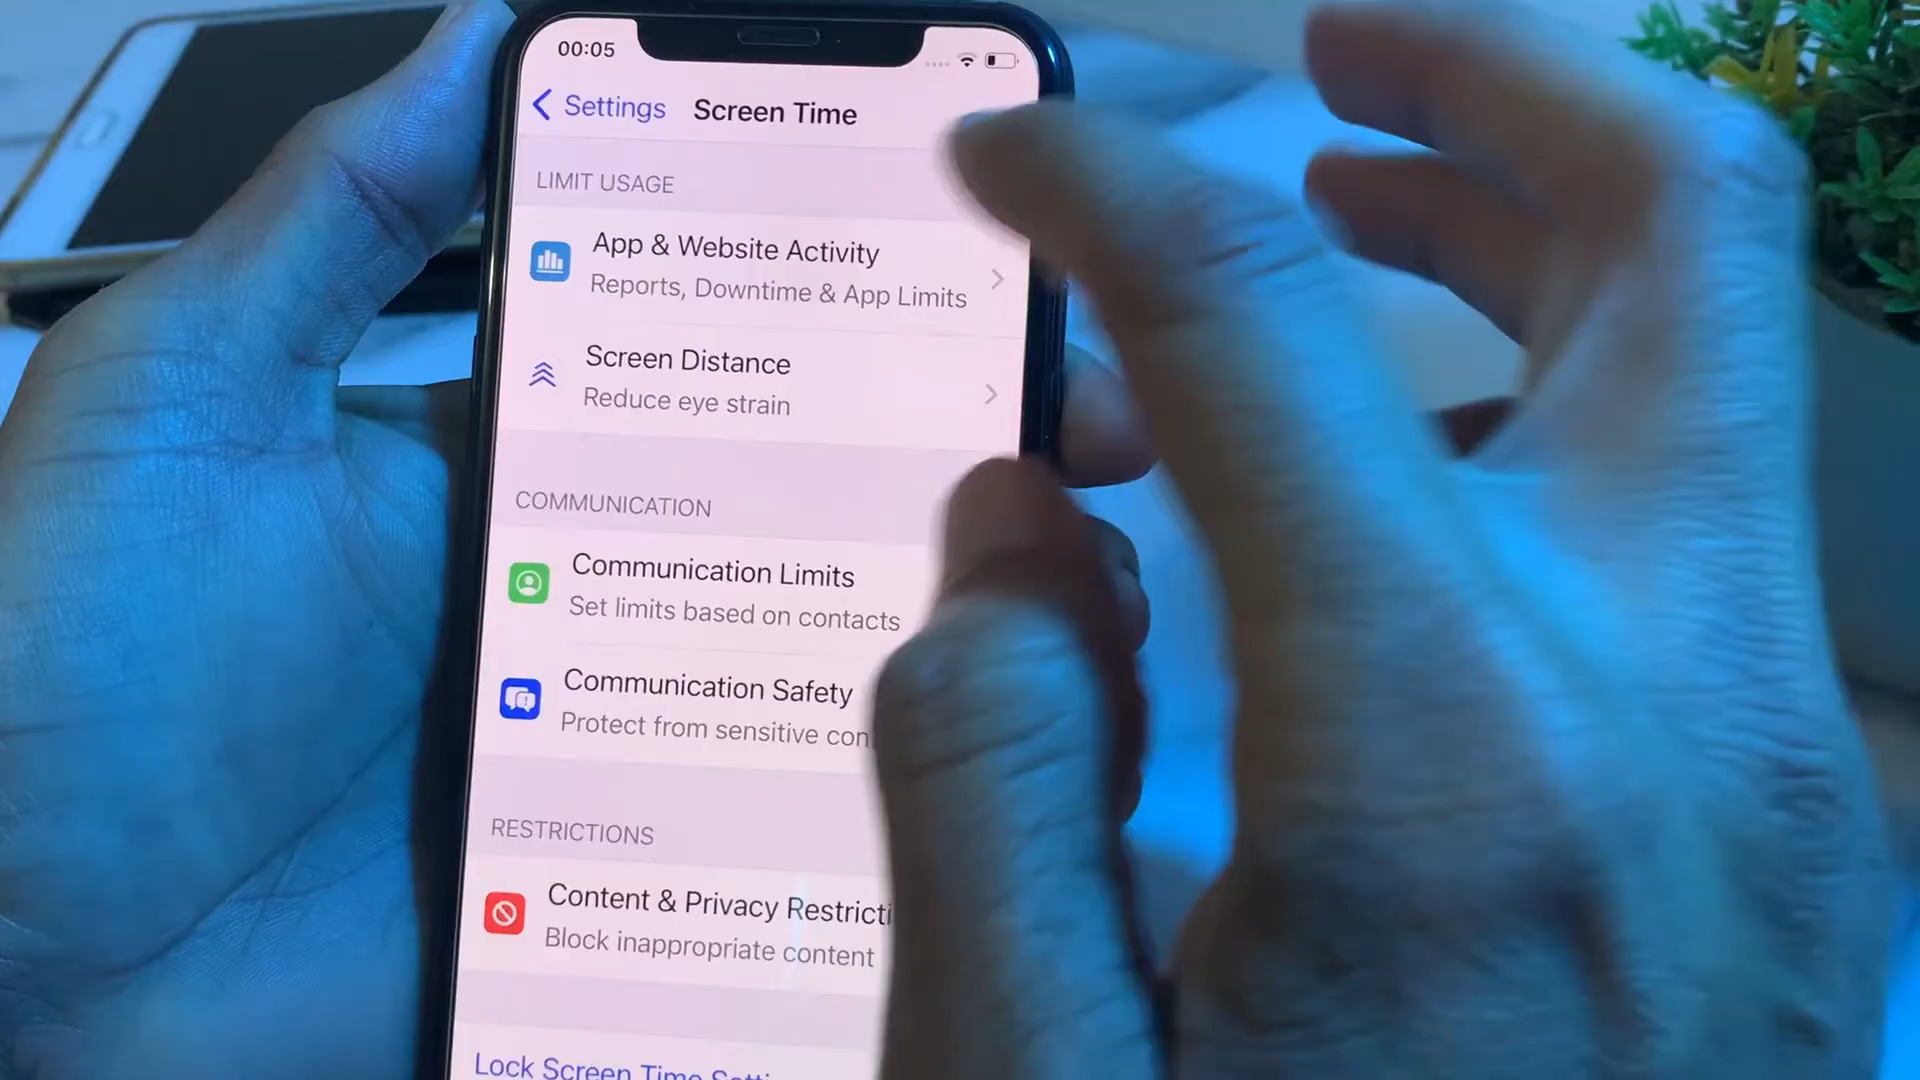 00:05
Settings Screen Time
LIMIT USAGE
App & Website Activity
Reports, Downtime & App Limits
Screen Distance
Reduce eye strain
COMMUNICATION
Communication Limits
Set limits based on contacts
Communication Safety
Protect from sensitive con
RESTRICTIONS
Content & Privacy Restricti
Block inappropriate content
Lock Screen Time Setti